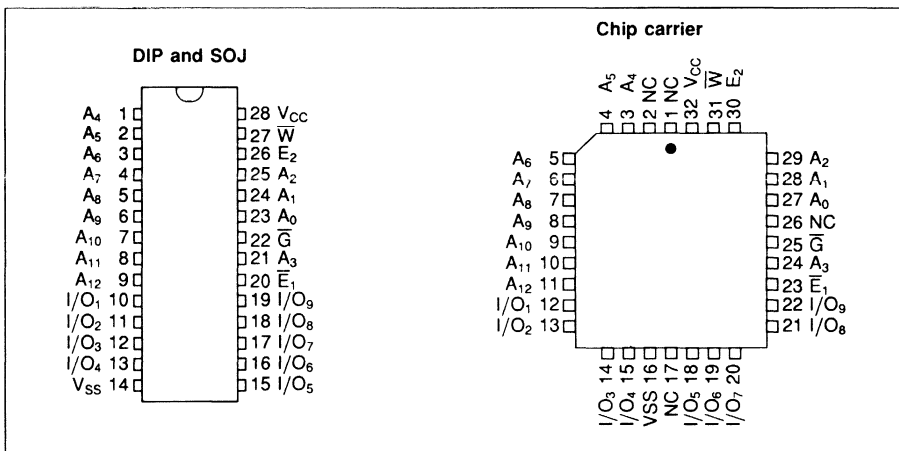 DIP and SOJ
A4 1
A5 2
A6 3
A7 4
A8 5
A9 6
A10 7
A11 8
A12 9
I/O1 10
I/O2 11
I/O3 12
I/O4 13
VSS 14
28 VCC
27 W̅
26 E2
25 A2
24 A1
23 A0
22 G̅
21 A3
20 E̅1
19 I/O9
18 I/O8
17 I/O7
16 I/O6
15 I/O5
Chip carrier
4 A5
3 A4
2 NC
1 NC
32 VCC
31 W̅
30 E2
A6 5
A7 6
A8 7
A9 8
A10 9
A11 10
A12 11
I/O1 12
I/O2 13
29 A2
28 A1
27 A0
26 NC
25 G̅
24 A3
23 E̅1
22 I/O9
21 I/O8
I/O3 14
I/O4 15
VSS 16
NC 17
I/O5 18
I/O6 19
I/O7 20